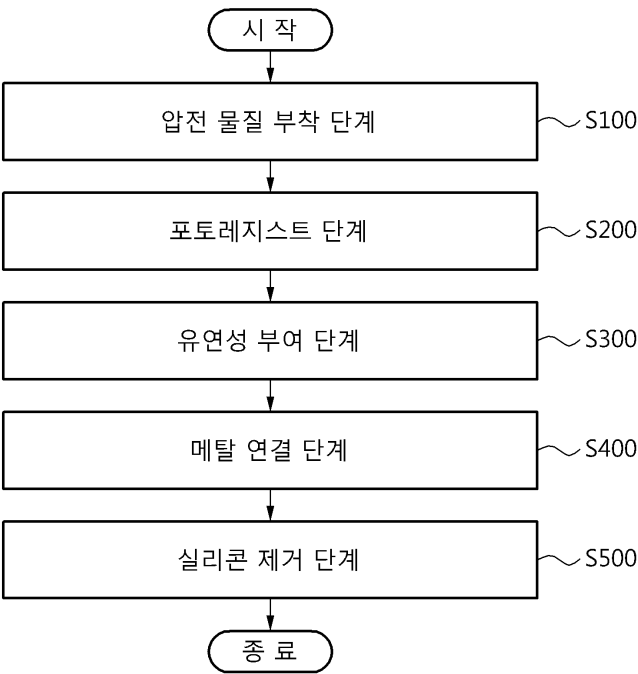 시 작
압전 물질 부착 단계 S100
포토레지스트 단계 S200
유연성 부여 단계 S300
메탈 연결 단계 S400
실리콘 제거 단계 S500
종 료